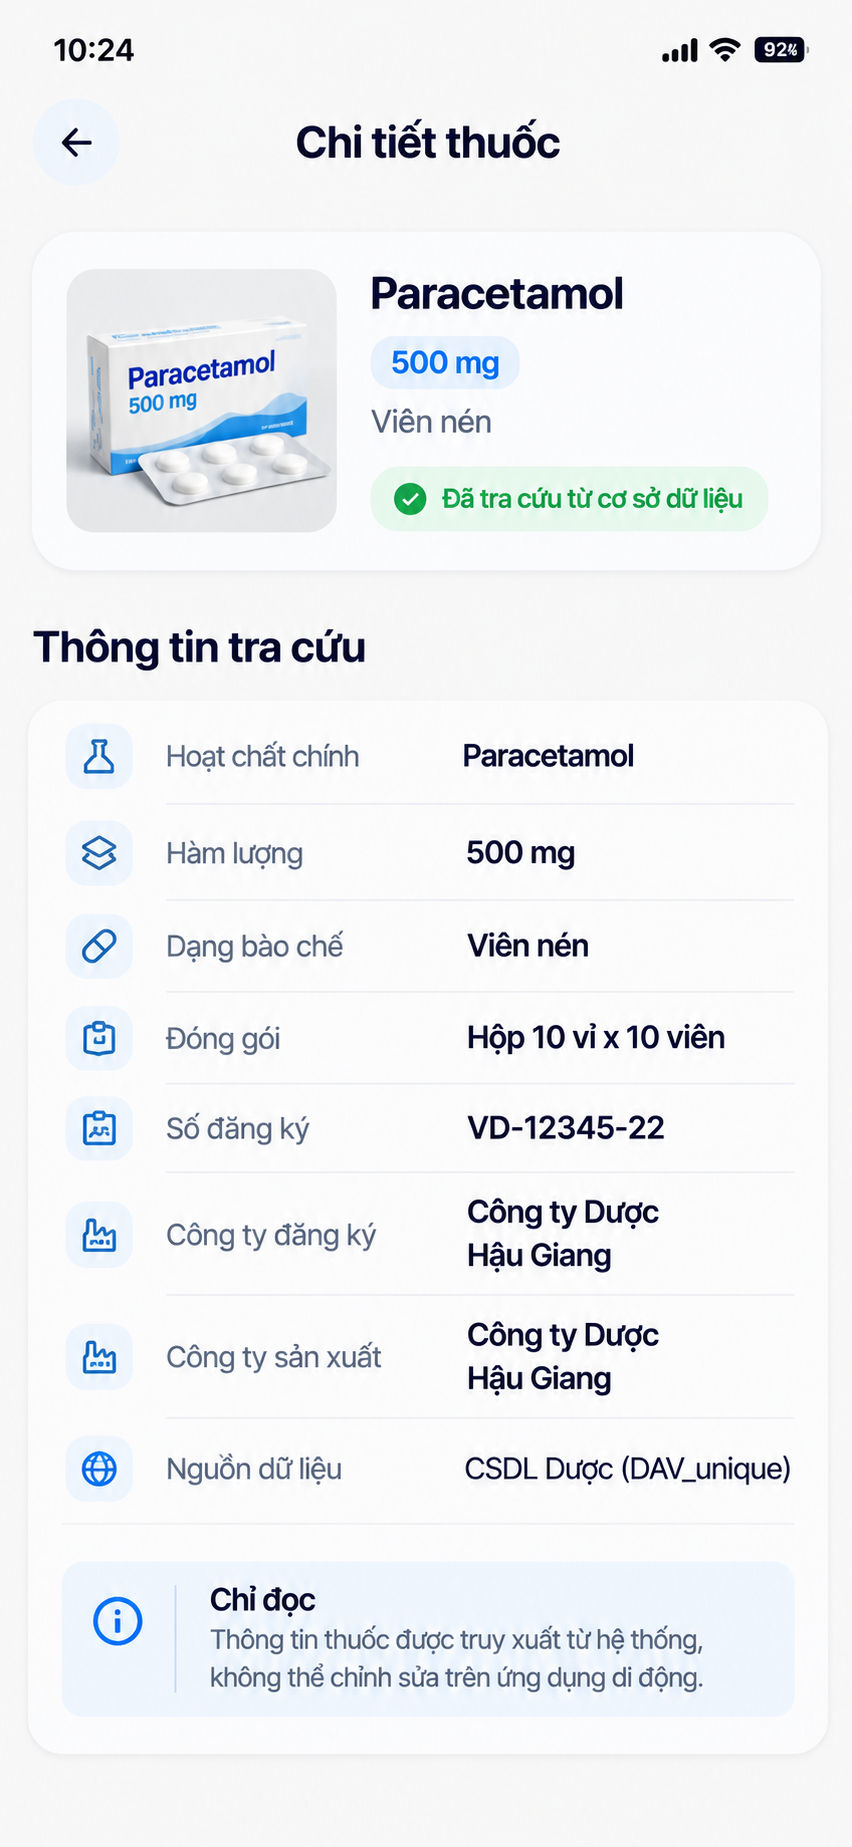 10:24
92%
Chi tiết thuốc
Paracetamol
500 mg
Paracetamol
500 mg
Viên nén
Đã tra cứu từ cơ sở dữ liệu
Thông tin tra cứu
Hoạt chất chính
Paracetamol
Hàm lượng
500 mg
Dạng bào chế
Viên nén
Đóng gói
Hộp 10 vỉ x 10 viên
Số đăng ký
VD-12345-22
Công ty đăng ký
Công ty Dược
Hậu Giang
Công ty sản xuất
Công ty Dược
Hậu Giang
Nguồn dữ liệu
CSDL Dược (DAV_unique)
Chỉ đọc
Thông tin thuốc được truy xuất từ hệ thống,
không thể chỉnh sửa trên ứng dụng di động.